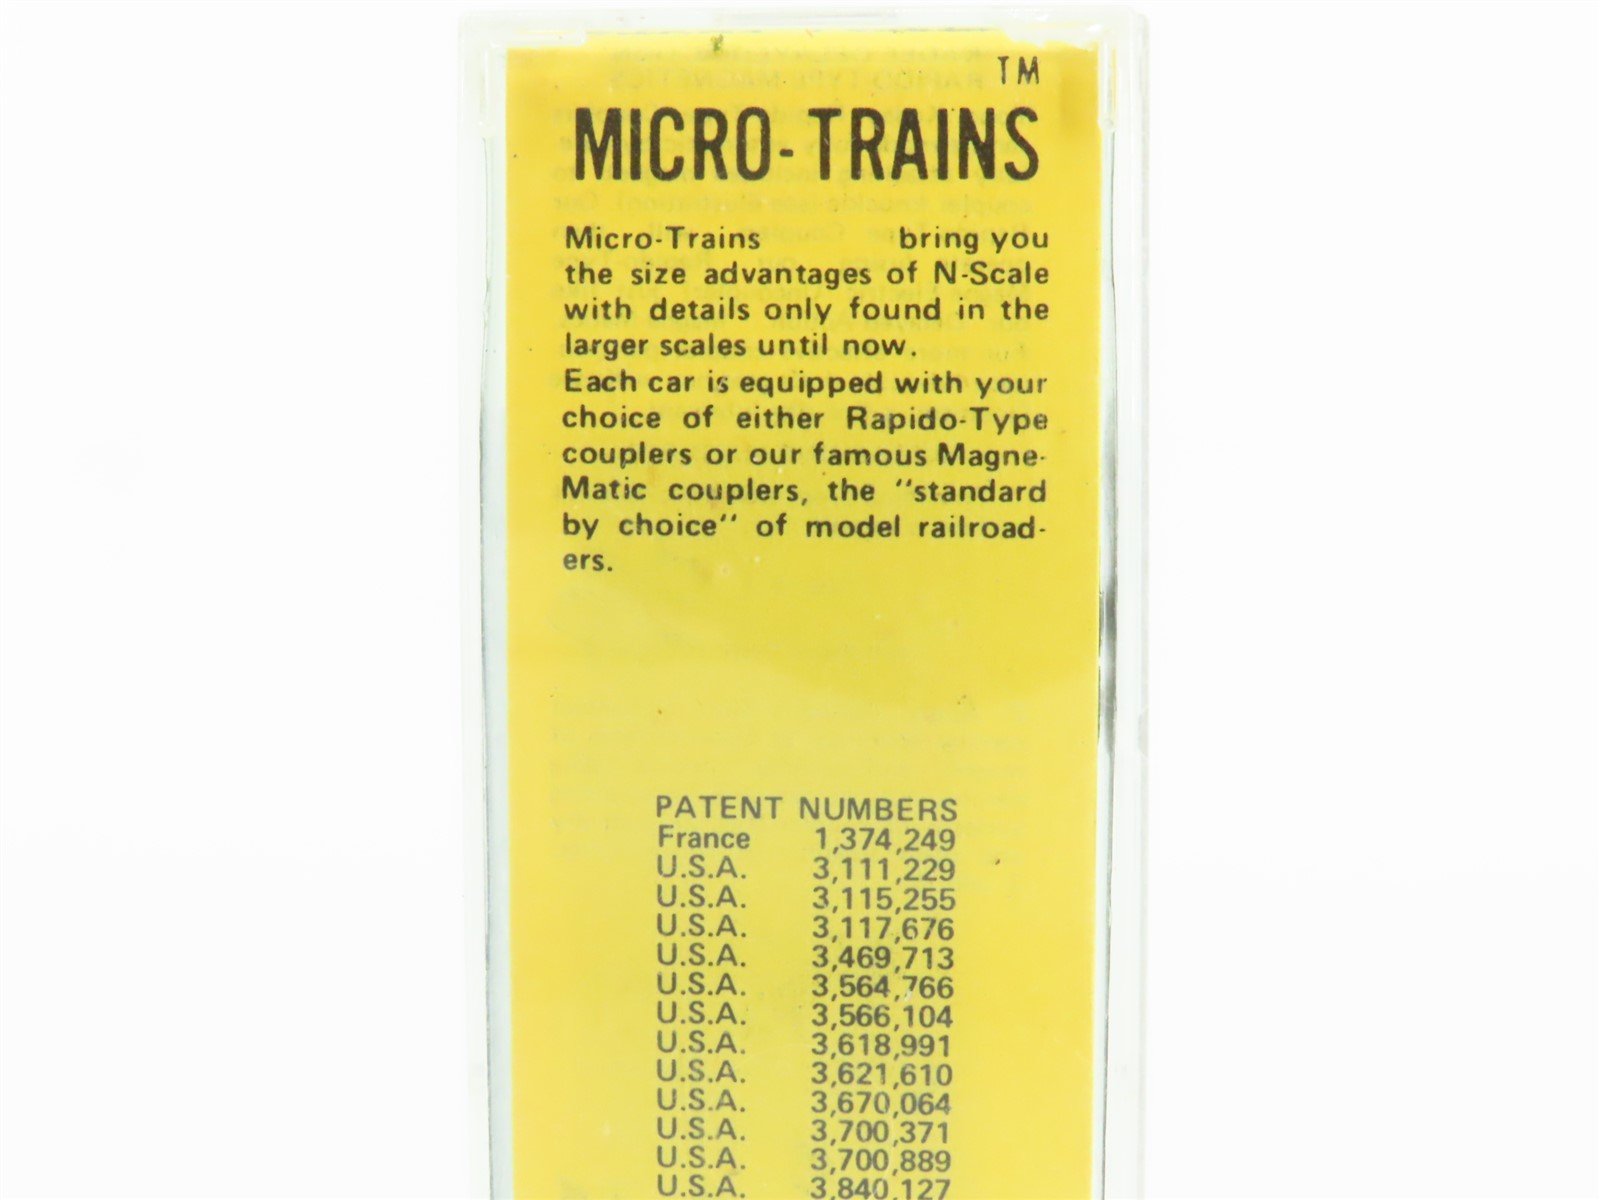 TM
MICRO-TRAINS
Micro-Trains bring you
the size advantages of N-Scale
with details only found in the
larger scales until now.
Each car is equipped with your
choice of either Rapido-Type
couplers or our famous Magne-
Matic couplers, the "standard
by choice" of model railroad-
ers.
PATENT NUMBERS
France 1,374,249
U.S.A. 3,111,229
U.S.A. 3,115,255
U.S.A. 3,117,676
U.S.A. 3,469,713
U.S.A. 3,564,766
U.S.A. 3,566,104
U.S.A. 3,618,991
U.S.A. 3,621,610
U.S.A. 3,670,064
U.S.A. 3,700,371
U.S.A. 3,700,889
U.S.A. 3,840,127